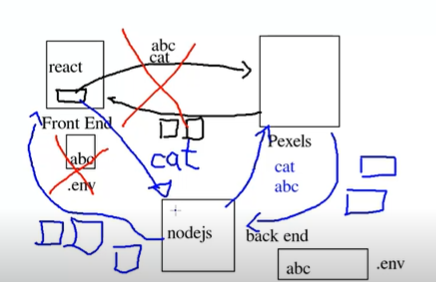 abc
cat
react
Front End
abc
.env
cat
Pexels
cat
abc
nodejs
back end
abc
.env